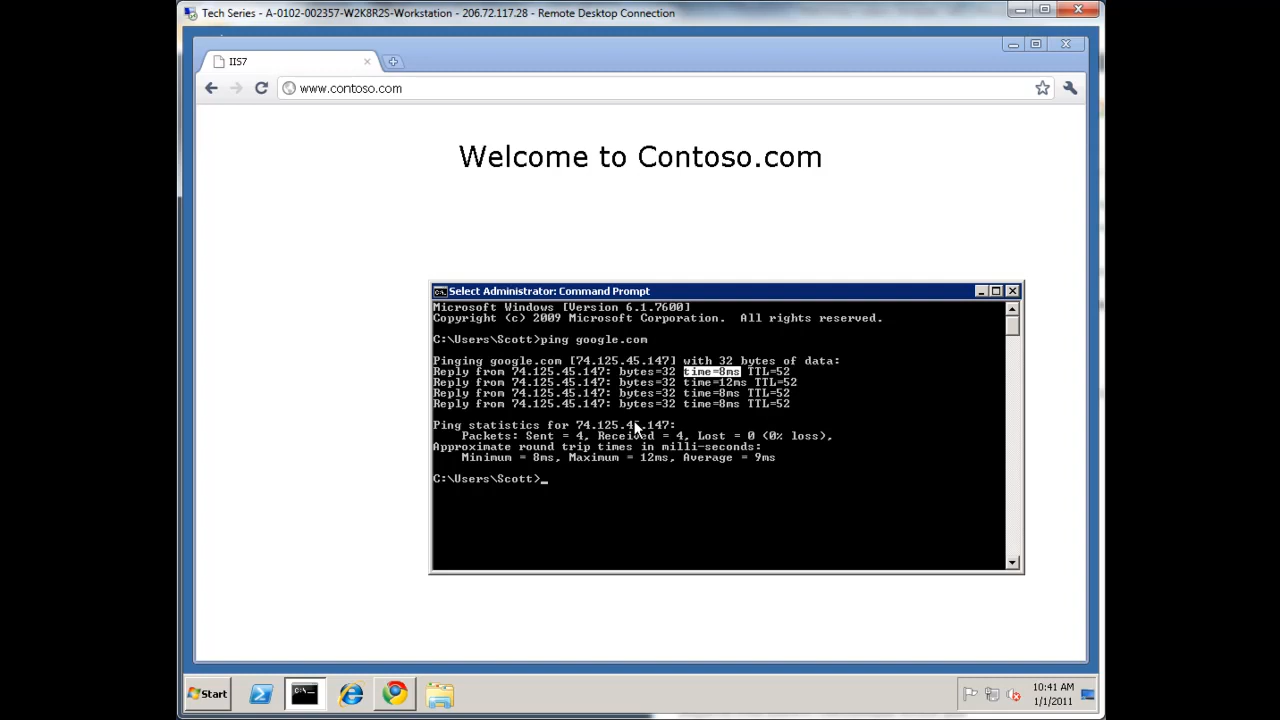 Tech Series - A-0102-002357-W2K8R2S-Workstation - 206.72.117.28 - Remote Desktop Connection
IIS7
www.contoso.com
Welcome to Contoso.com
Select Administrator: Command Prompt
Microsoft Windows [Version 6.1.7600]
Copyright (c) 2009 Microsoft Corporation.  All rights reserved.
C:\Users\Scott>ping google.com
Pinging google.com [74.125.45.147] with 32 bytes of data:
Reply from 74.125.45.147: bytes=32 time=8ms TTL=52
Reply from 74.125.45.147: bytes=32 time=12ms TTL=52
Reply from 74.125.45.147: bytes=32 time=8ms TTL=52
Reply from 74.125.45.147: bytes=32 time=8ms TTL=52
Ping statistics for 74.125.45.147:
Packets: Sent = 4, Received = 4, Lost = 0 (0% loss),
Approximate round trip times in milli-seconds:
Minimum = 8ms, Maximum = 12ms, Average = 9ms
C:\Users\Scott>_
Start
10:41 AM
1/1/2011